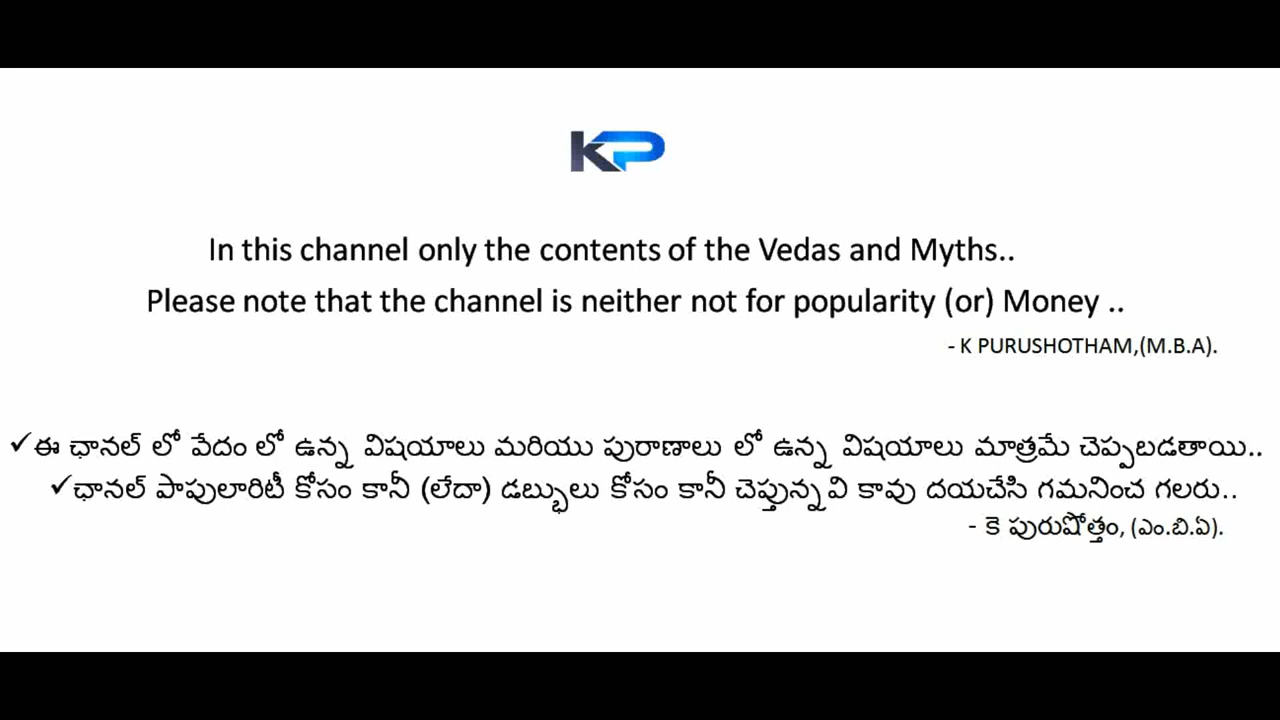 KP
In this channel only the contents of the Vedas and Myths..
Please note that the channel is neither not for popularity (or) Money ..
- K PURUSHOTHAM,(M.B.A).
✓ఈ ఛానల్ లో వేదం లో ఉన్న విషయాలు మరియు పురాణాలు లో ఉన్న విషయాలు మాత్రమే చెప్పబడతాయి..
✓ఛానల్ పాపులారిటీ కోసం కానీ (లేదా) డబ్బులు కోసం కానీ చెప్తున్నవి కావు దయచేసి గమనించ గలరు..
- కె పురుషోత్తం, (ఎం.బి.ఏ).